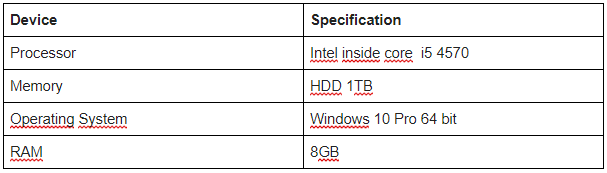 Device Specification
Processor Intel inside core  i5 4570
Memory HDD 1TB
Operating System Windows 10 Pro 64 bit
RAM 8GB